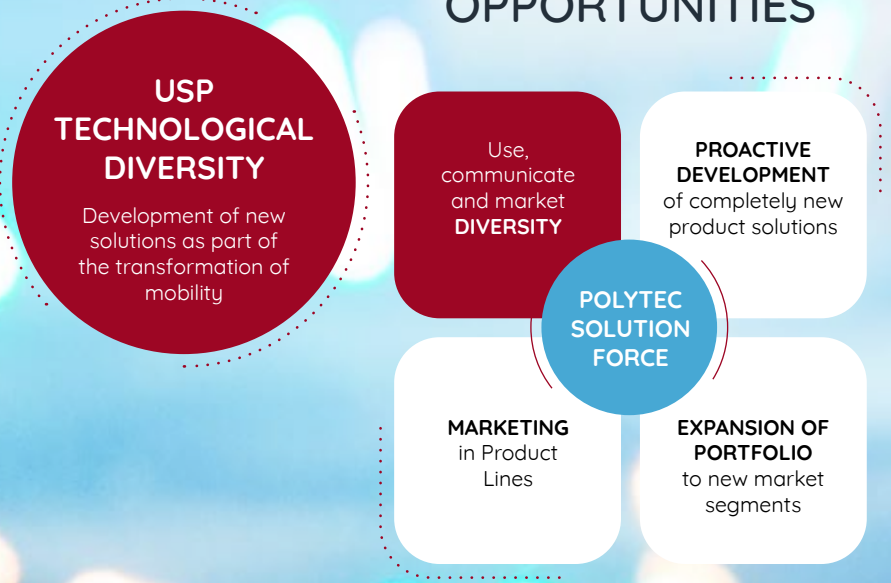 OPPORTUNITIES
USP
TECHNOLOGICAL
DIVERSITY
Development of new
solutions as part of
the transformation of
mobility
Use,
communicate
and market
DIVERSITY
PROACTIVE
DEVELOPMENT
of completely new
product solutions
POLYTEC
SOLUTION
FORCE
MARKETING
in Product
Lines
EXPANSION OF
PORTFOLIO
to new market
segments